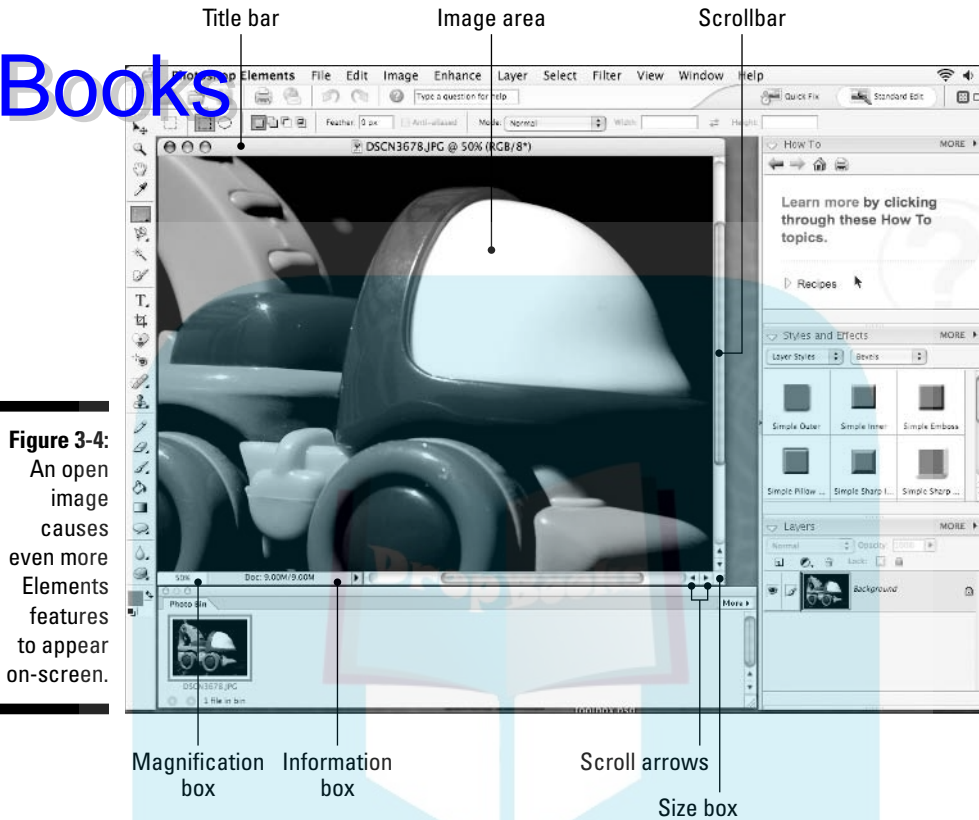 Title bar
Image area
Scrollbar
Books
Photoshop Elements File Edit Image Enhance Layer Select Filter View Window Help
Type a question for help
Quick Fix
Standard Edit
Feather: 0 px
Anti-aliased
Mode: Normal
Width:
Height:
DSCN3678.JPG @ 50% (RGB/8*)
How To
MORE
Learn more by clicking
through these How To
topics.
Recipes
Styles and Effects
MORE
Layer Styles
Bevels
Simple Outer
Simple Inner
Simple Emboss
Simple Pillow ...
Simple Sharp I...
Simple Sharp ...
Layers
MORE
Normal
Opacity: 100%
Lock:
Background
Figure 3-4:
An open
image
causes
even more
Elements
features
to appear
on-screen.
50%
Doc: 9.00M/9.00M
Drop Books
Photo Bin
More
DSCN3678.JPG
1 file in bin
Toolbox.psd
Magnification
box
Information
box
Scroll arrows
Size box